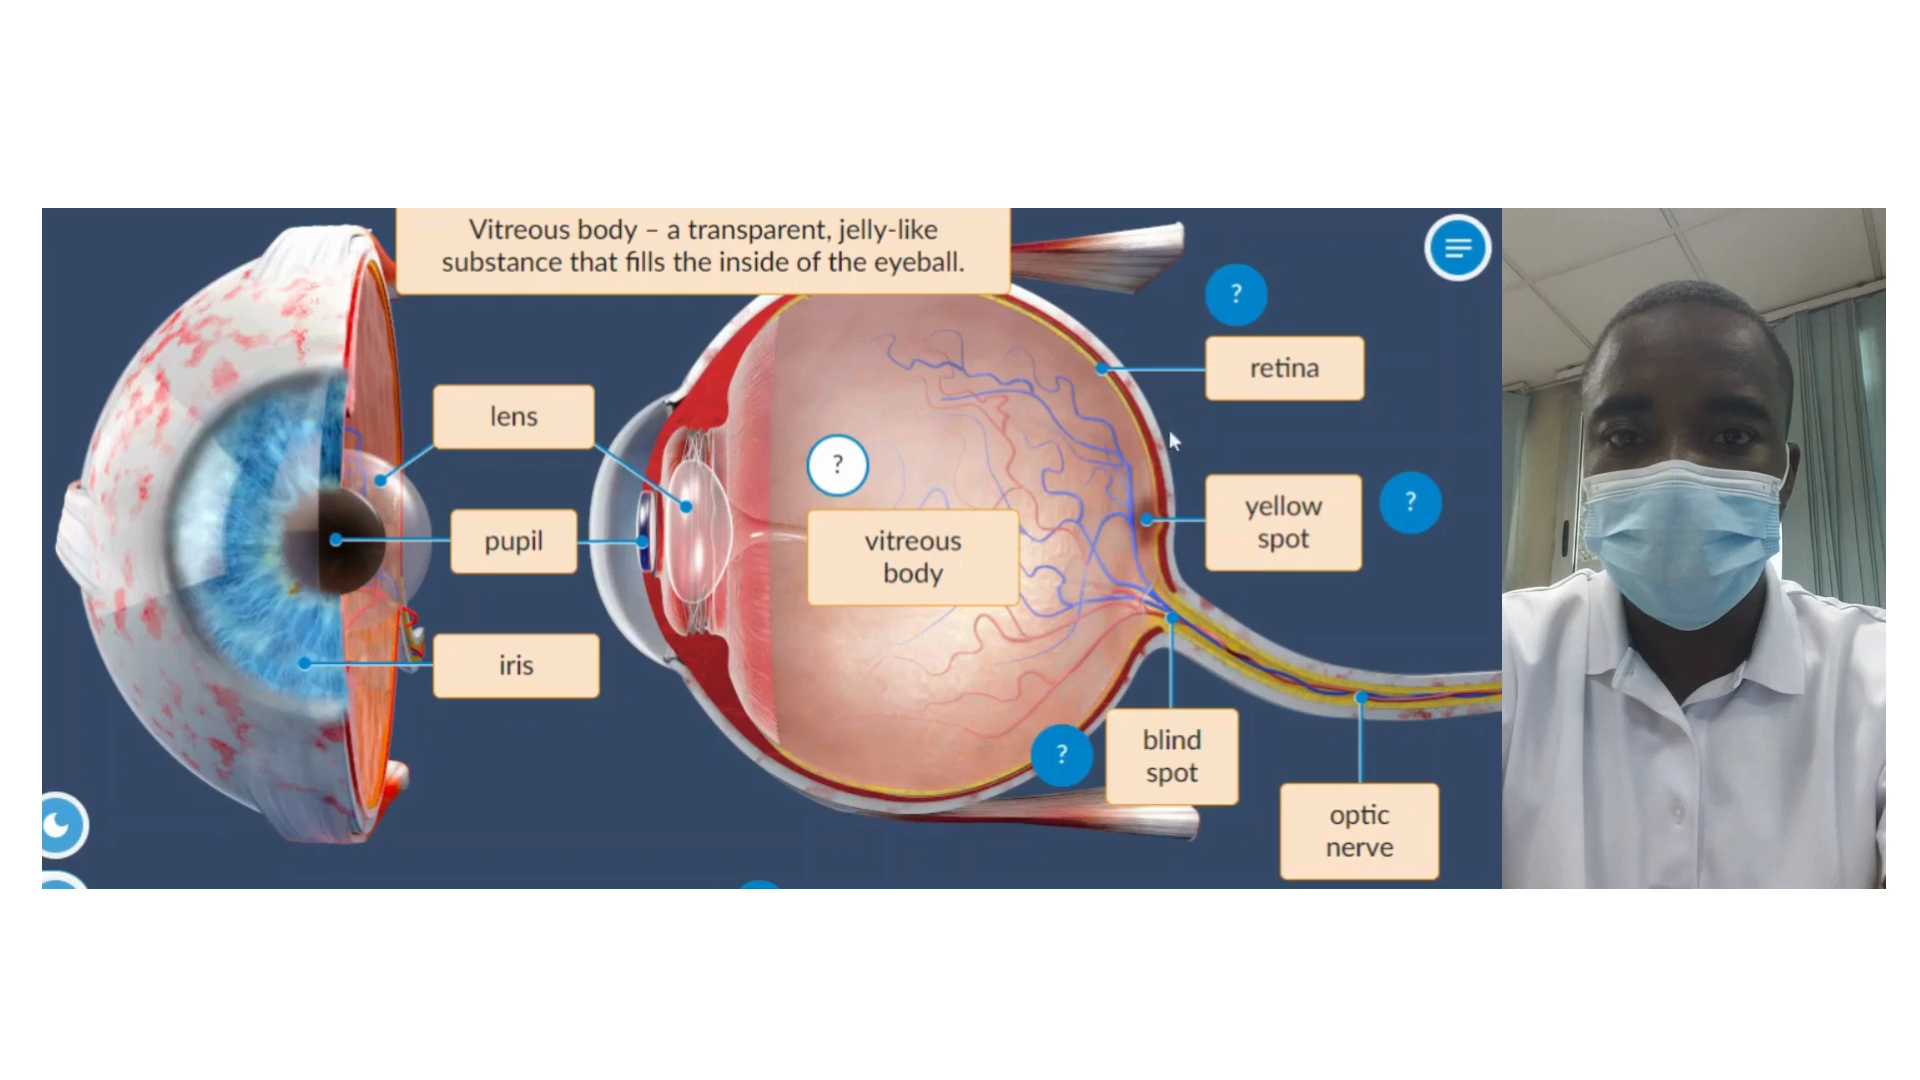 Vitreous body – a transparent, jelly-like
substance that fills the inside of the eyeball.
?
retina
lens
?
yellow
spot
?
pupil
vitreous
body
iris
?
blind
spot
optic
nerve